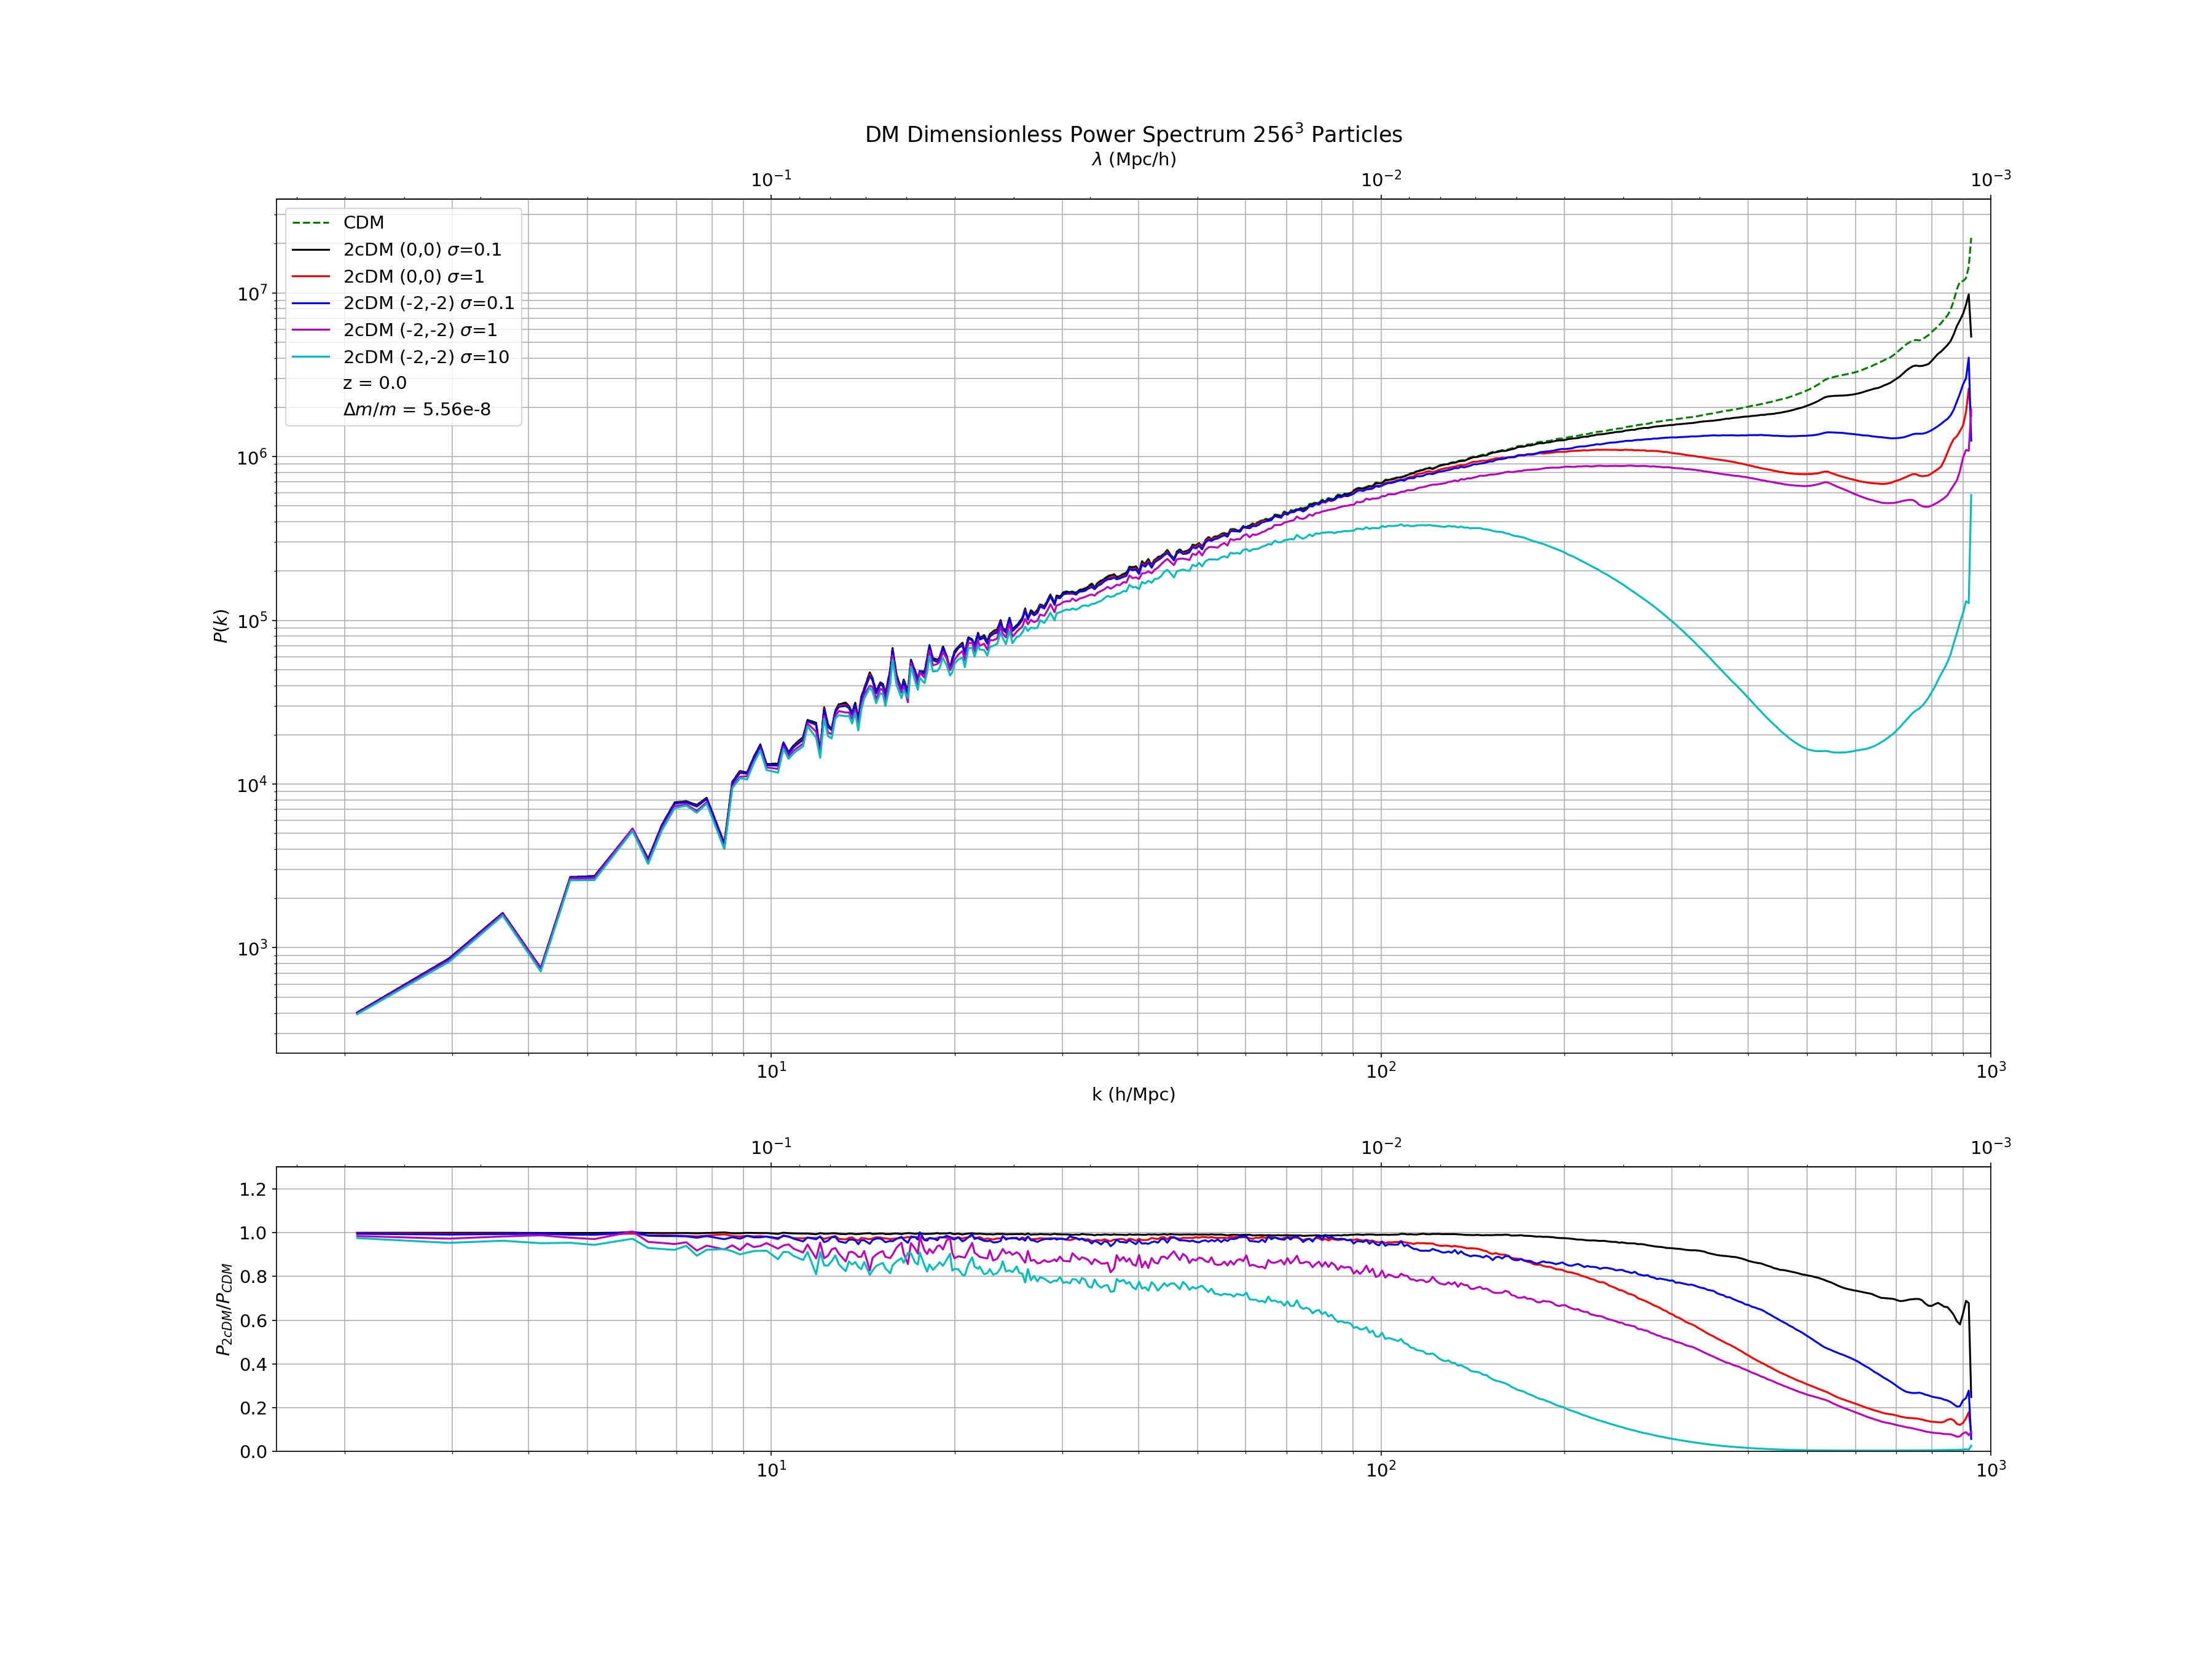 DM Dimensionless Power Spectrum 256³ Particles
λ (Mpc/h)
10⁻¹ 10⁻² 10⁻³
CDM
2cDM (0,0) σ=0.1
2cDM (0,0) σ=1
2cDM (-2,-2) σ=0.1
2cDM (-2,-2) σ=1
2cDM (-2,-2) σ=10
z = 0.0
Δm/m = 5.56e-8
P(k)
10⁷
10⁶
10⁵
10⁴
10³
10¹ 10² 10³
k (h/Mpc)
10⁻¹ 10⁻² 10⁻³
P₂cDM/PCDM
1.2
1.0
0.8
0.6
0.4
0.2
0.0
10¹ 10² 10³